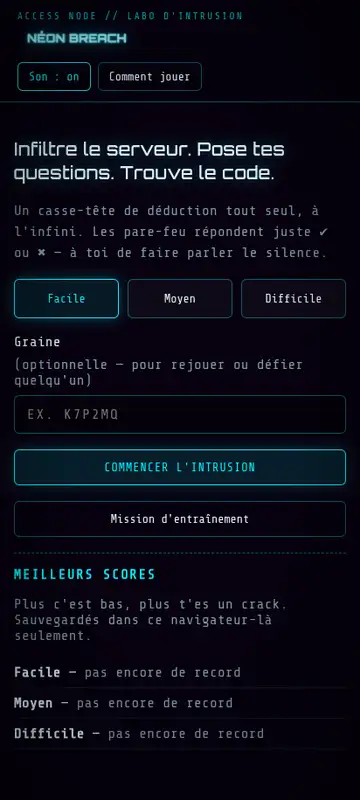 ACCESS NODE // LABO D'INTRUSION
NÉON BREACH
Son : on
Comment jouer
Infiltre le serveur. Pose tes
questions. Trouve le code.
Un casse-tête de déduction tout seul, à
l'infini. Les pare-feu répondent juste ✔
ou ✖ — à toi de faire parler le silence.
Facile
Moyen
Difficile
Graine
(optionnelle — pour rejouer ou défier
quelqu'un)
EX. K7P2MQ
COMMENCER L'INTRUSION
Mission d'entraînement
MEILLEURS SCORES
Plus c'est bas, plus t'es un crack.
Sauvegardés dans ce navigateur-là
seulement.
Facile — pas encore de record
Moyen — pas encore de record
Difficile — pas encore de record